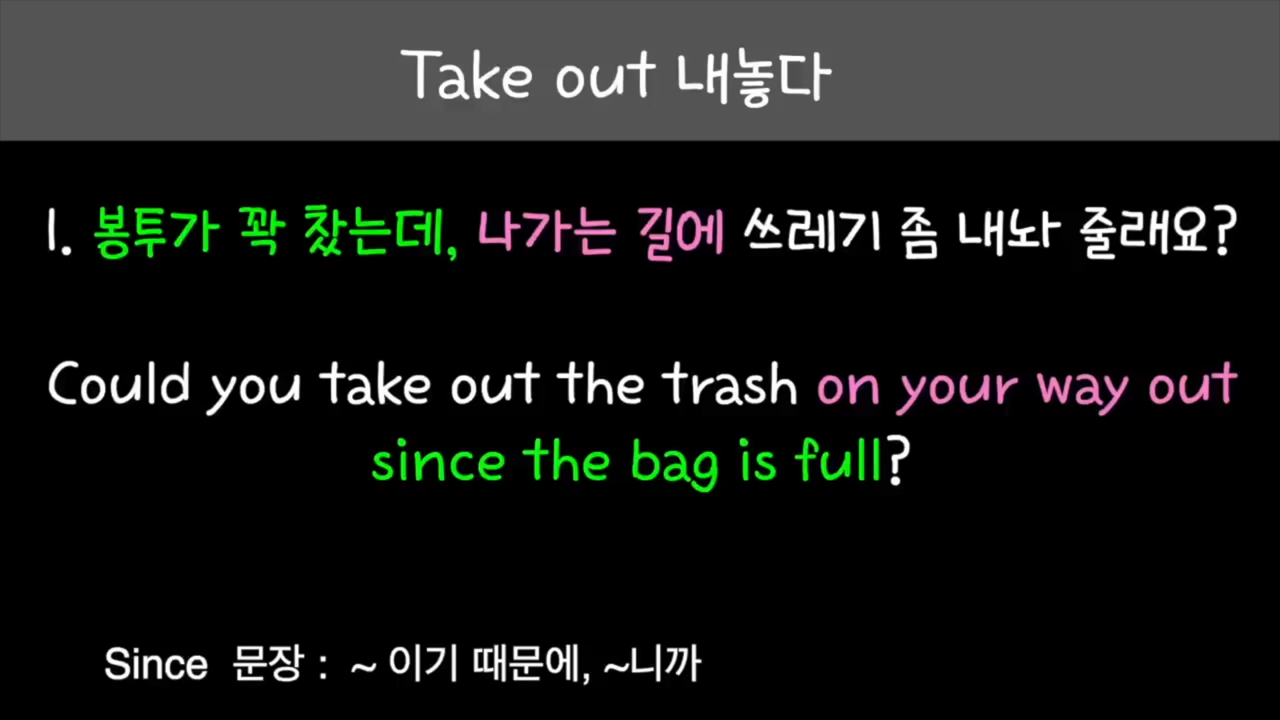 Take out 내놓다
1. 봉투가 꽉 찼는데, 나가는 길에 쓰레기 좀 내놔 줄래요?
Could you take out the trash on your way out
since the bag is full?
Since 문장 : ~ 이기 때문에, ~니까